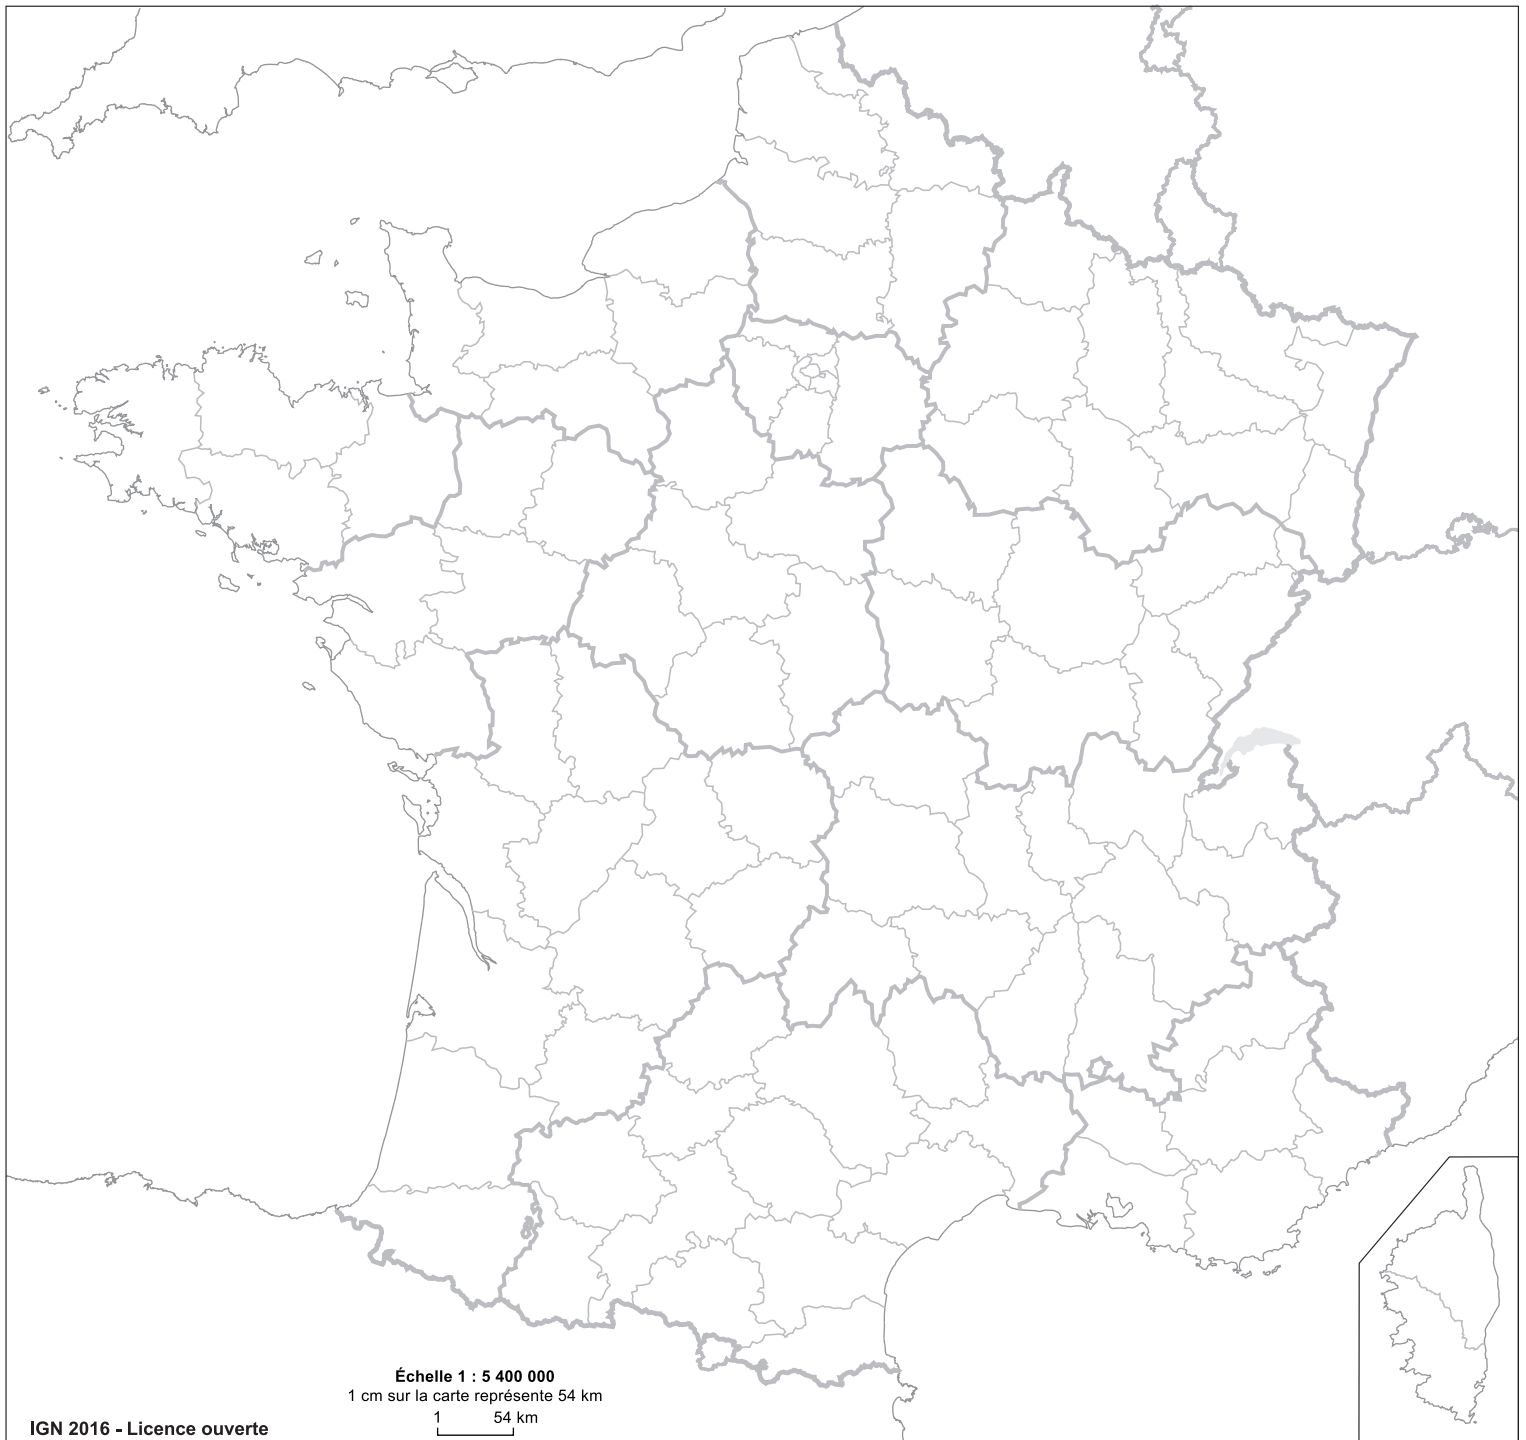 Échelle 1 : 5 400 000
1 cm sur la carte représente 54 km
1 54 km
IGN 2016 - Licence ouverte